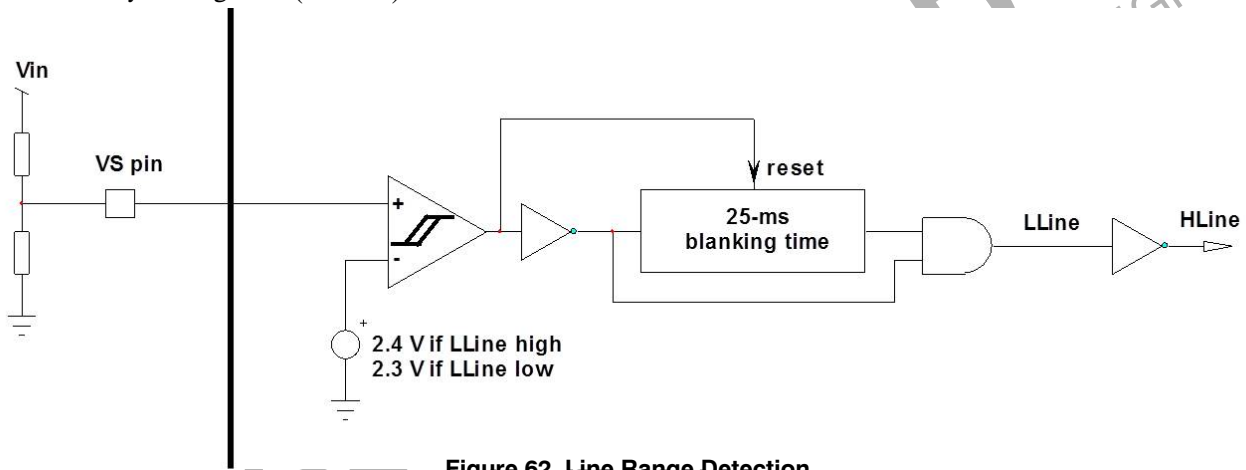 Vin
VS pin
+
-
+
2.4 V if LLine high
2.3 V if LLine low
reset
25-ms
blanking time
LLine
HLine
Figure 62. Line Range Detection